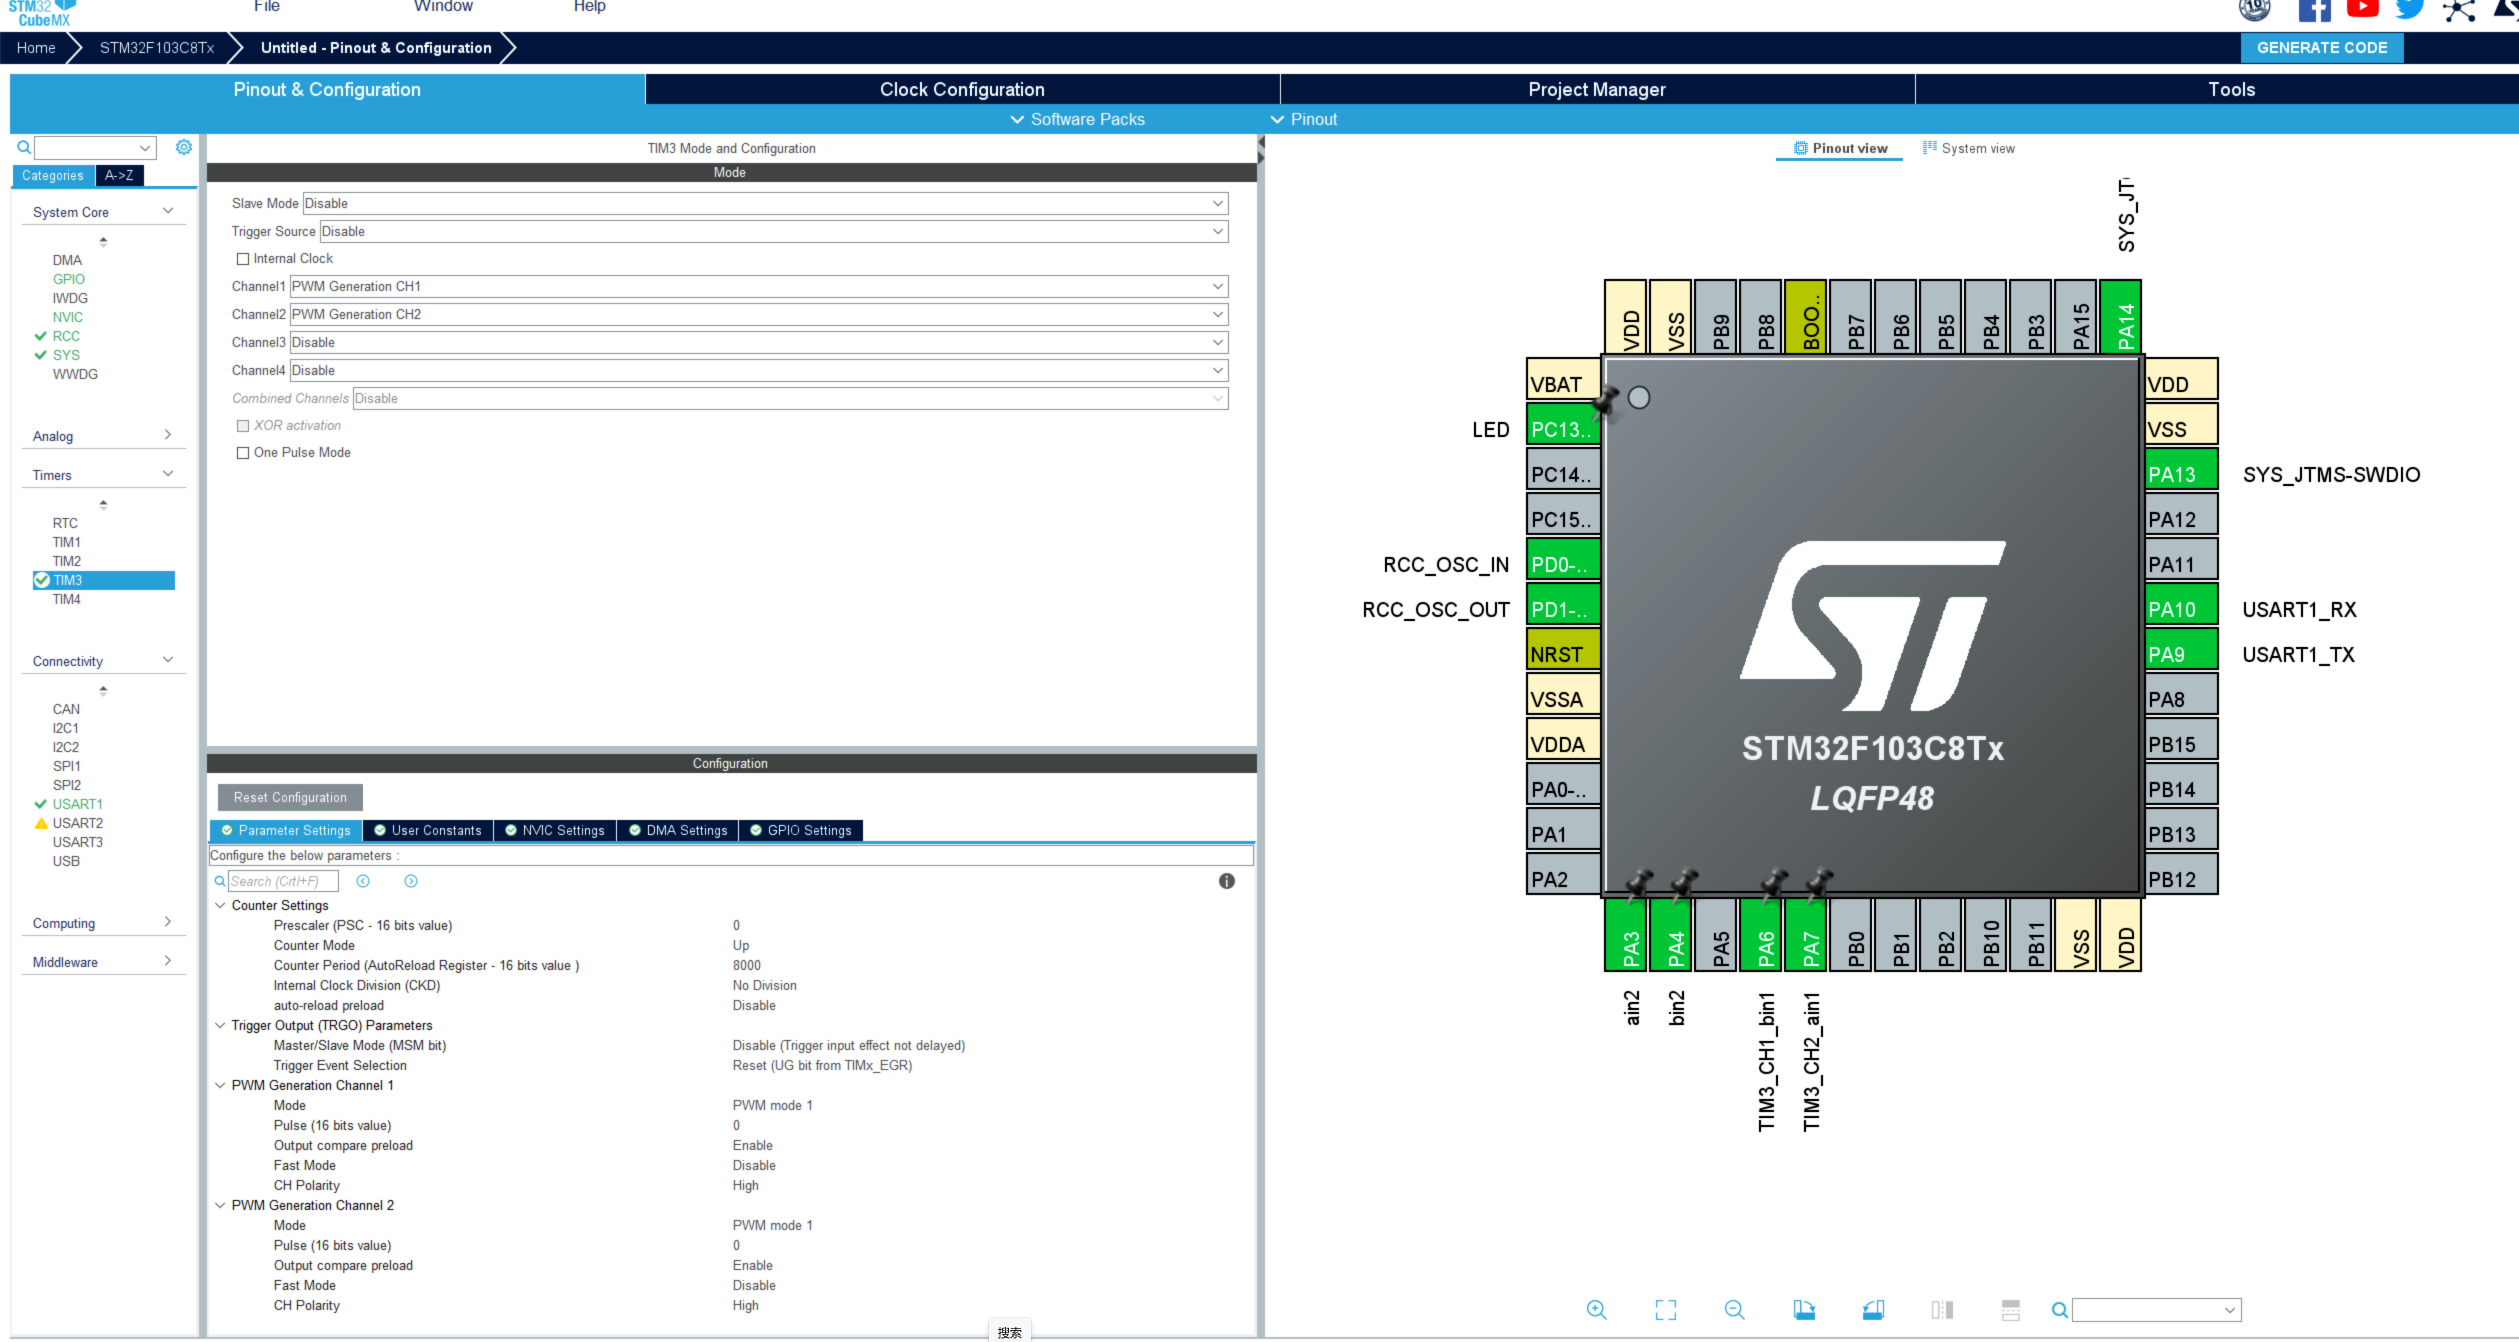 STM32
CubeMX
File
Window
Help
Home
STM32F103C8Tx
Untitled - Pinout & Configuration
GENERATE CODE
Pinout & Configuration
Clock Configuration
Project Manager
Tools
Software Packs
Pinout
Categories
A->Z
System Core
DMA
GPIO
IWDG
NVIC
RCC
SYS
WWDG
Analog
Timers
RTC
TIM1
TIM2
TIM3
TIM4
Connectivity
CAN
I2C1
I2C2
SPI1
SPI2
USART1
USART2
USART3
USB
Computing
Middleware
TIM3 Mode and Configuration
Mode
Slave Mode Disable
Trigger Source Disable
Internal Clock
Channel1 PWM Generation CH1
Channel2 PWM Generation CH2
Channel3 Disable
Channel4 Disable
Combined Channels Disable
XOR activation
One Pulse Mode
Configuration
Reset Configuration
Parameter Settings
User Constants
NVIC Settings
DMA Settings
GPIO Settings
Configure the below parameters :
Search (Crtl+F)
Counter Settings
Prescaler (PSC - 16 bits value) 0
Counter Mode Up
Counter Period (AutoReload Register - 16 bits value ) 8000
Internal Clock Division (CKD) No Division
auto-reload preload Disable
Trigger Output (TRGO) Parameters
Master/Slave Mode (MSM bit) Disable (Trigger input effect not delayed)
Trigger Event Selection Reset (UG bit from TIMx_EGR)
PWM Generation Channel 1
Mode PWM mode 1
Pulse (16 bits value) 0
Output compare preload Enable
Fast Mode Disable
CH Polarity High
PWM Generation Channel 2
Mode PWM mode 1
Pulse (16 bits value) 0
Output compare preload Enable
Fast Mode Disable
CH Polarity High
搜索
Pinout view
System view
SYS_JT
VDD
VSS
PB9
PB8
BOO..
PB7
PB6
PB5
PB4
PB3
PA15
PA14
VBAT
LED PC13..
PC14..
PC15..
RCC_OSC_IN PD0-..
RCC_OSC_OUT PD1-..
NRST
VSSA
VDDA
PA0-..
PA1
PA2
VDD
VSS
PA13 SYS_JTMS-SWDIO
PA12
PA11
PA10 USART1_RX
PA9 USART1_TX
PA8
PB15
PB14
PB13
PB12
STM32F103C8Tx
LQFP48
PA3
PA4
PA5
PA6
PA7
PB0
PB1
PB2
PB10
PB11
VSS
VDD
ain2
bin2
TIM3_CH1_bin1
TIM3_CH2_ain1